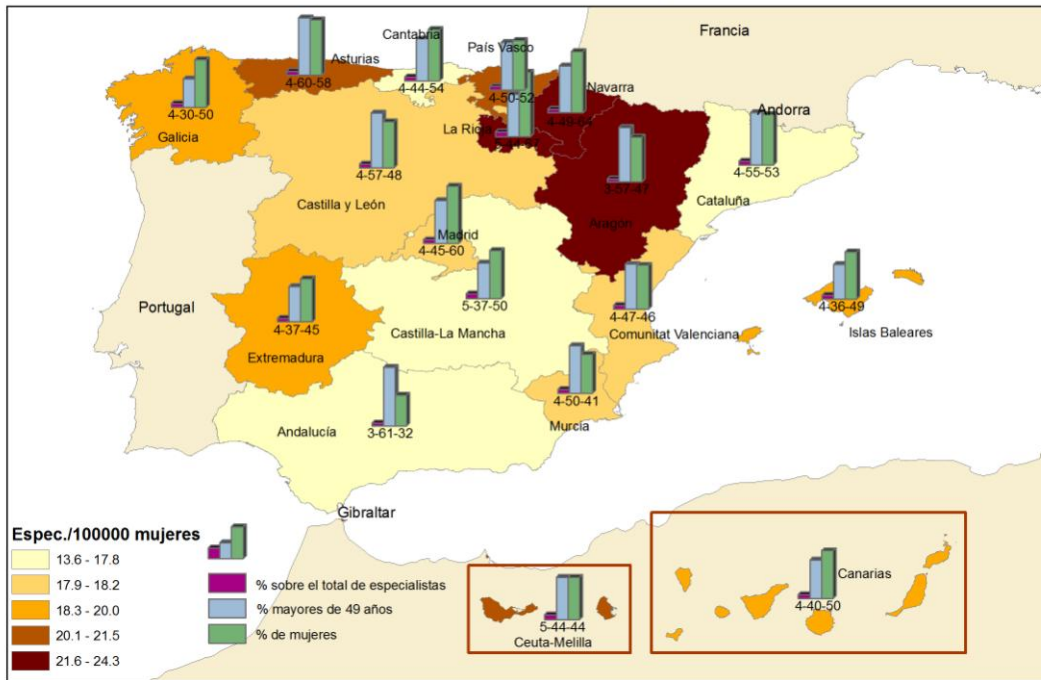 Francia
Cantabria
País Vasco
Asturias
4-60-58
4-44-54
4-50-52
Navarra
4-30-50
Galicia
La Rioja
Andorra
4-57-48
3-57-47
4-55-53
Cataluña
Castilla y León
Aragón
Madrid
4-45-60
Portugal
5-37-50
4-36-49
4-37-45
4-47-46
Castilla-La Mancha
Comunitat Valenciana
Islas Baleares
Extremadura
4-50-41
Andalucía
3-61-32
Murcia
Gibraltar
Espec./100000 mujeres
13.6 - 17.8
17.9 - 18.2
18.3 - 20.0
20.1 - 21.5
21.6 - 24.3
% sobre el total de especialistas
% mayores de 49 años
% de mujeres
5-44-44
Ceuta-Melilla
Canarias
4-40-50